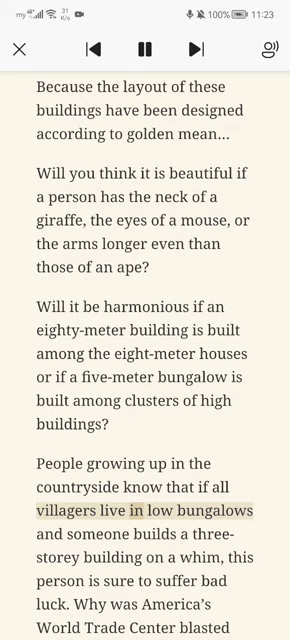 my 31 K/s 100% 11:23
Because the layout of these
buildings have been designed
according to golden mean...
Will you think it is beautiful if
a person has the neck of a
giraffe, the eyes of a mouse, or
the arms longer even than
those of an ape?
Will it be harmonious if an
eighty-meter building is built
among the eight-meter houses
or if a five-meter bungalow is
built among clusters of high
buildings?
People growing up in the
countryside know that if all
villagers live in low bungalows
and someone builds a three-
storey building on a whim, this
person is sure to suffer bad
luck. Why was America's
World Trade Center blasted